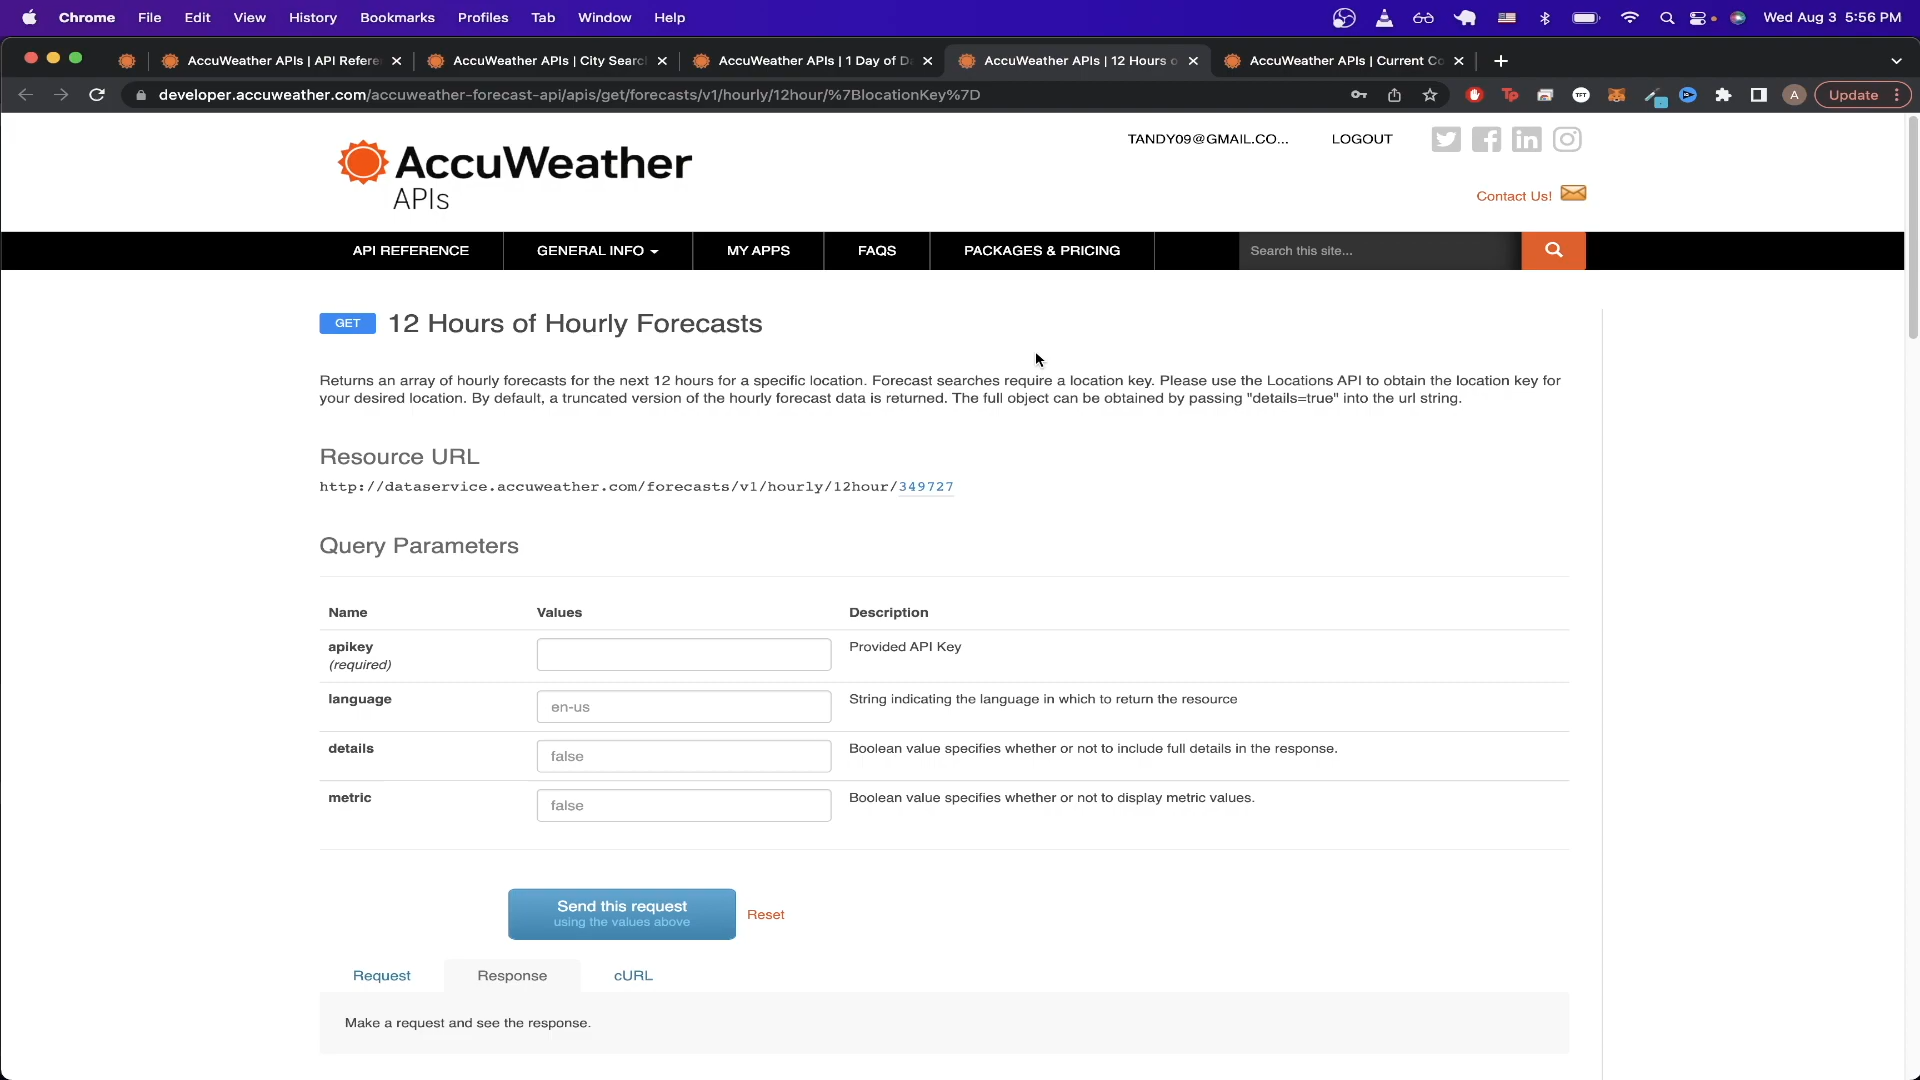 Chrome File Edit View History Bookmarks Profiles Tab Window Help Wed Aug 3 5:56 PM
AccuWeather APIs | API Refere AccuWeather APIs | City Searc AccuWeather APIs | 1 Day of D AccuWeather APIs | 12 Hours o AccuWeather APIs | Current Co
developer.accuweather.com/accuweather-forecast-api/apis/get/forecasts/v1/hourly/12hour/%7BlocationKey%7D Tp TFT A Update
TANDY09@GMAIL.CO... LOGOUT
AccuWeather
APIs
Contact Us!
API REFERENCE GENERAL INFO MY APPS FAQS PACKAGES & PRICING Search this site...
GET 12 Hours of Hourly Forecasts
Returns an array of hourly forecasts for the next 12 hours for a specific location. Forecast searches require a location key. Please use the Locations API to obtain the location key for
your desired location. By default, a truncated version of the hourly forecast data is returned. The full object can be obtained by passing "details=true" into the url string.
Resource URL
http://dataservice.accuweather.com/forecasts/v1/hourly/12hour/349727
Query Parameters
Name Values Description
apikey Provided API Key
(required)
language en-us String indicating the language in which to return the resource
details false Boolean value specifies whether or not to include full details in the response.
metric false Boolean value specifies whether or not to display metric values.
Send this request
using the values above
Reset
Request Response cURL
Make a request and see the response.